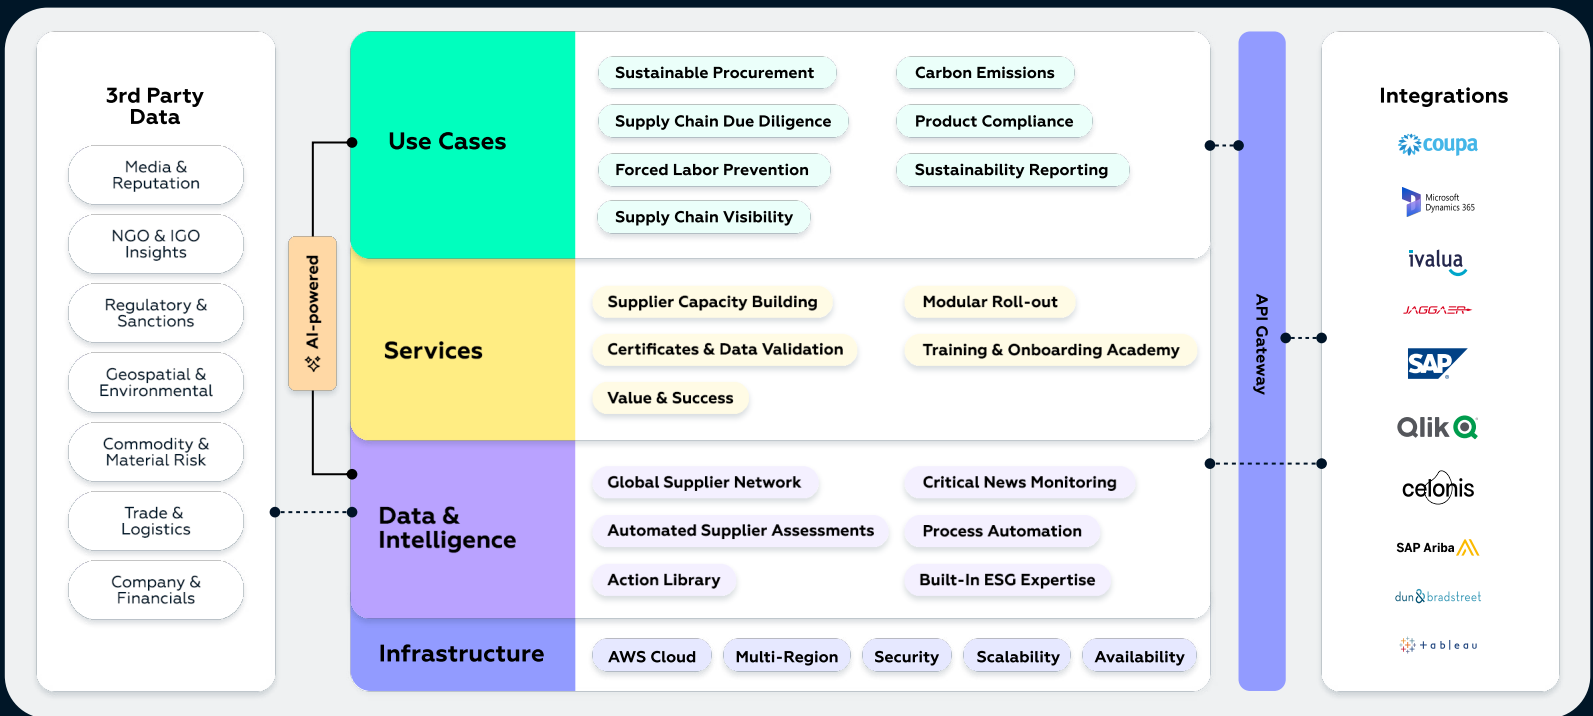 3rd Party
Data
Media &
Reputation
NGO & IGO
Insights
Regulatory &
Sanctions
Geospatial &
Environmental
Commodity &
Material Risk
Trade &
Logistics
Company &
Financials
AI-powered
Use Cases
Sustainable Procurement
Carbon Emissions
Supply Chain Due Diligence
Product Compliance
Forced Labor Prevention
Sustainability Reporting
Supply Chain Visibility
Services
Supplier Capacity Building
Modular Roll-out
Certificates & Data Validation
Training & Onboarding Academy
Value & Success
Data &
Intelligence
Global Supplier Network
Critical News Monitoring
Automated Supplier Assessments
Process Automation
Action Library
Built-In ESG Expertise
Infrastructure
AWS Cloud
Multi-Region
Security
Scalability
Availability
API Gateway
Integrations
coupa
Microsoft
Dynamics 365
ivalua
JAGGAER
SAP
Qlik
celonis
SAP Ariba
dun & bradstreet
+ableau